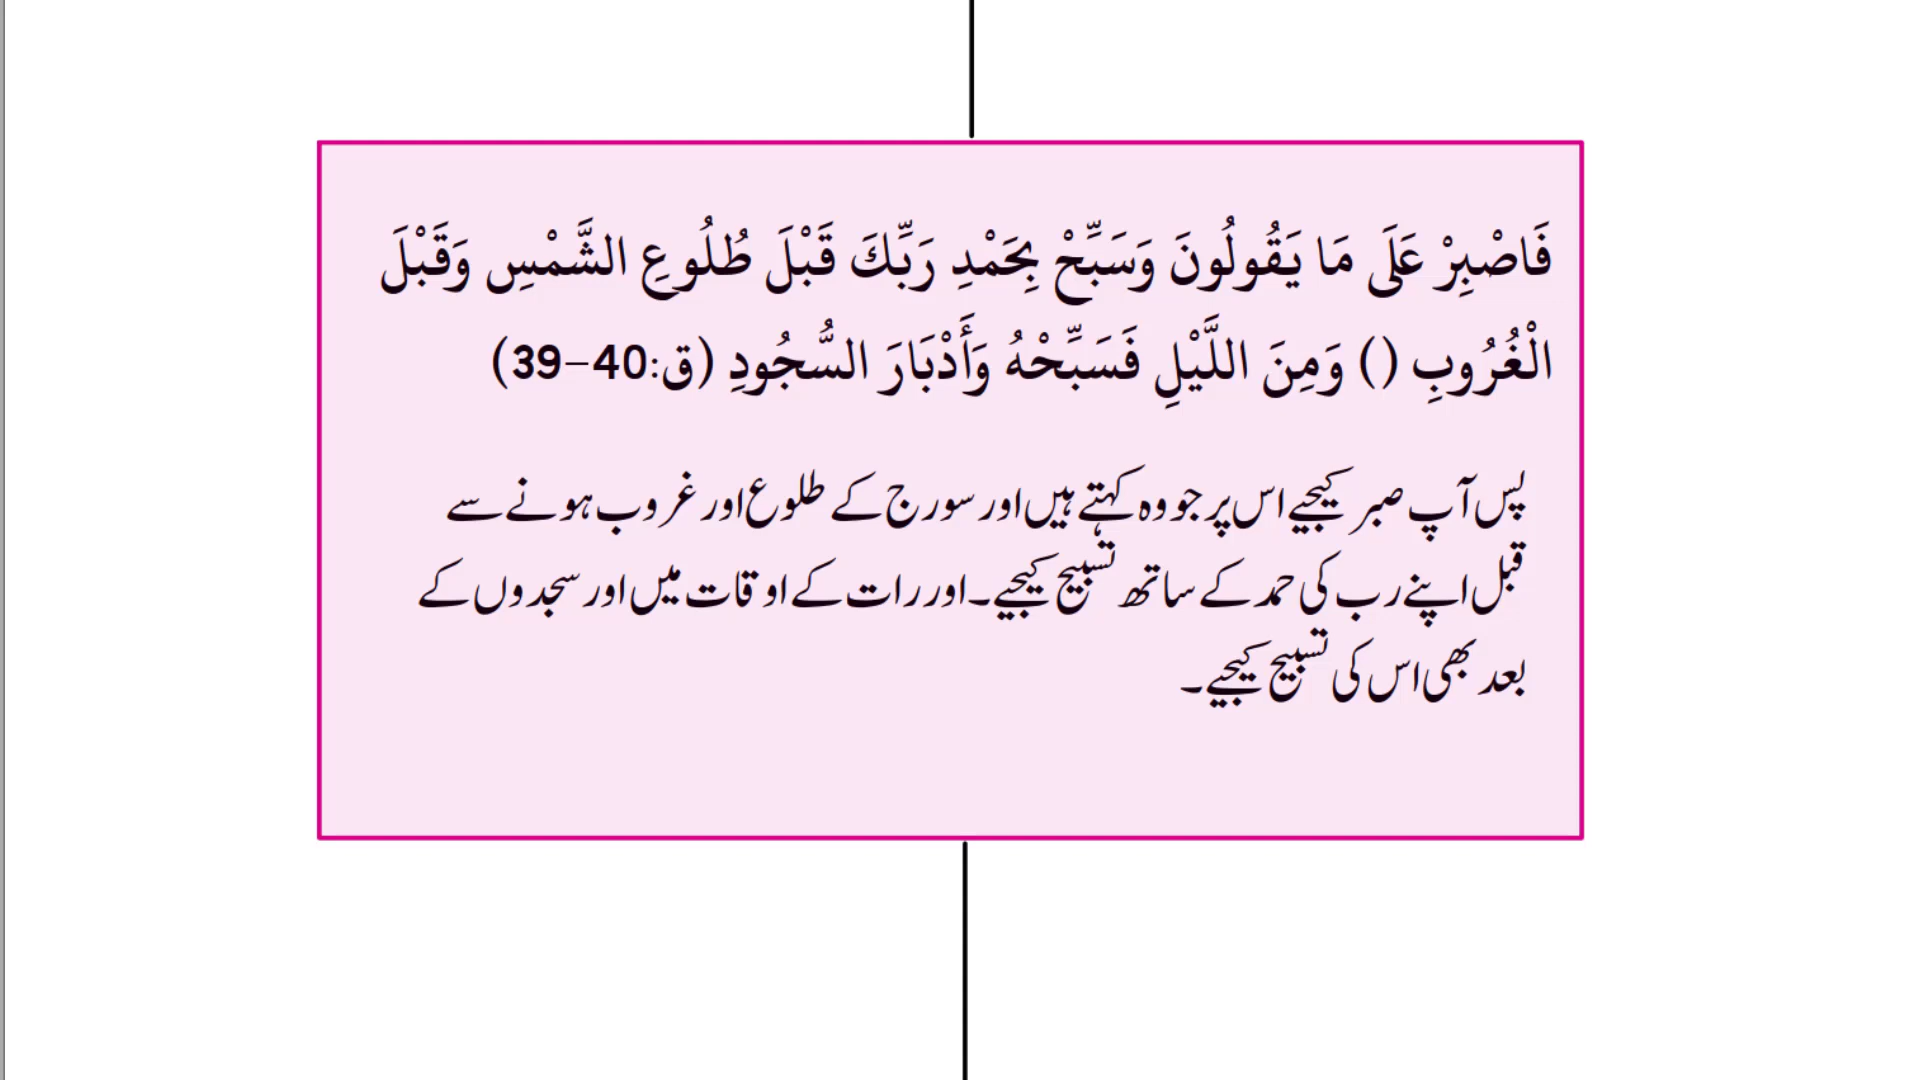 فَاصْبِرْ عَلَى مَا يَقُولُونَ وَسَبِّحْ بِحَمْدِ رَبِّكَ قَبْلَ طُلُوعِ الشَّمْسِ وَقَبْلَ
الْغُرُوبِ () وَمِنَ اللَّيْلِ فَسَبِّحْهُ وَأَدْبَارَ السُّجُودِ (ق:40-39)
پس آپ صبر کیجیے اس پر جو وہ کہتے ہیں اور سورج کے طلوع اور غروب ہونے سے
قبل اپنے رب کی حمد کے ساتھ تسبیح کیجیے۔ اور رات کے اوقات میں اور سجدوں کے
بعد بھی اس کی تسبیح کیجیے۔